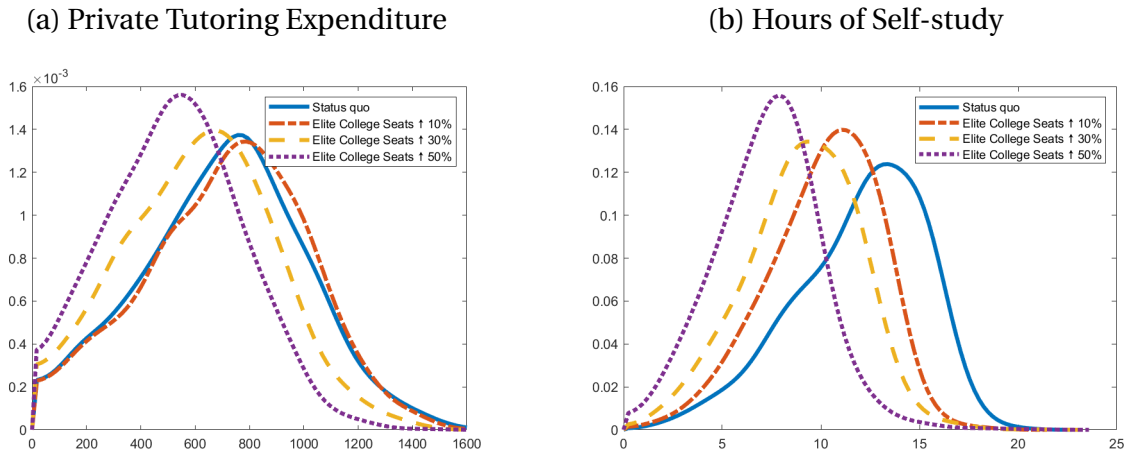 (a) Private Tutoring Expenditure
×10⁻³
1.6
1.4
1.2
1
0.8
0.6
0.4
0.2
0
0 200 400 600 800 1000 1200 1400 1600
Status quo
Elite College Seats ↑ 10%
Elite College Seats ↑ 30%
Elite College Seats ↑ 50%
(b) Hours of Self-study
0.16
0.14
0.12
0.1
0.08
0.06
0.04
0.02
0
0 5 10 15 20 25
Status quo
Elite College Seats ↑ 10%
Elite College Seats ↑ 30%
Elite College Seats ↑ 50%